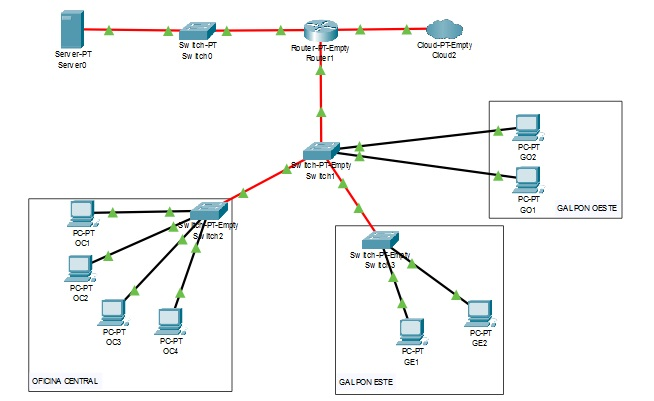 Server-PT
Server0
Switch-PT
Switch0
Router-PT-Empty
Router1
Cloud-PT-Empty
Cloud2
Switch-PT-Empty
Switch1
PC-PT
GO2
PC-PT
GO1
GALPON OESTE
PC-PT
OC1
Switch-PT-Empty
Switch2
PC-PT
OC2
PC-PT
OC3
PC-PT
OC4
OFICINA CENTRAL
Switch-PT-Empty
Switch3
PC-PT
GE1
PC-PT
GE2
GALPON ESTE